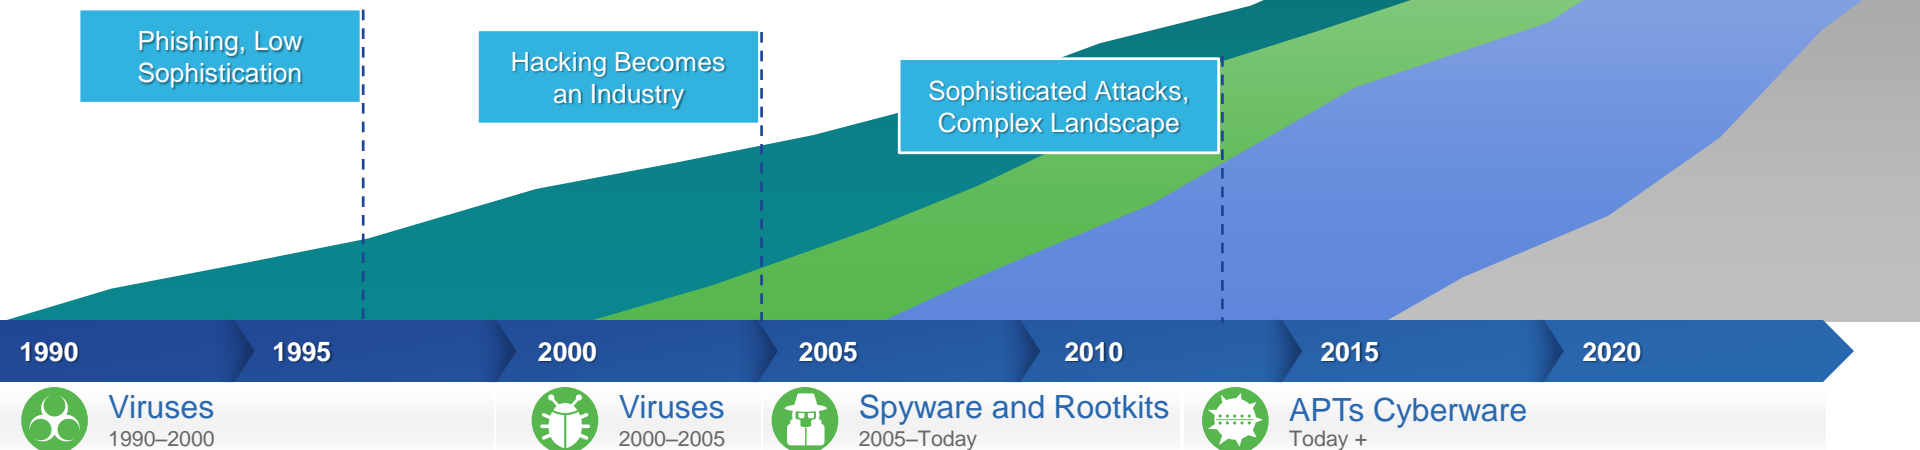 Phishing, Low
Sophistication
Hacking Becomes
an Industry
Sophisticated Attacks,
Complex Landscape
1990
1995
2000
2005
2010
2015
2020
Viruses
1990–2000
Viruses
2000–2005
Spyware and Rootkits
2005–Today
APTs Cyberware
Today +